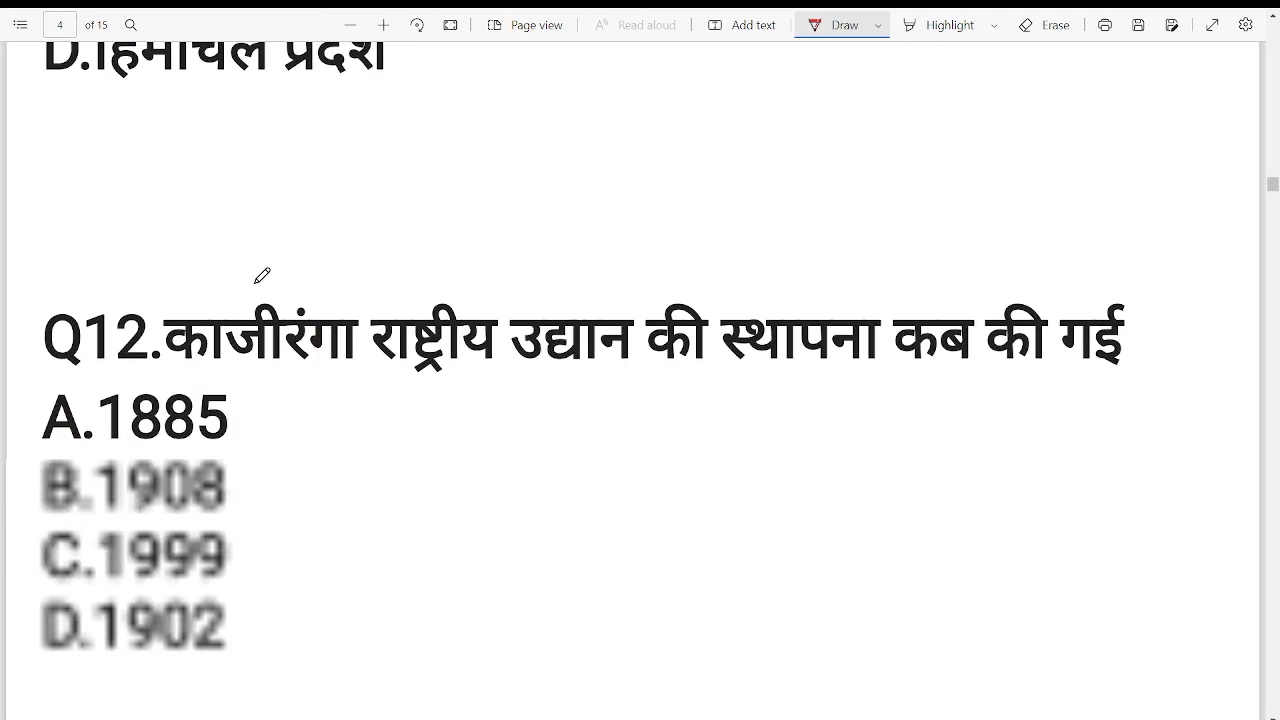 4 of 15 Page view Read aloud Add text Draw Highlight Erase
D.हिमाचल प्रदेश
Q12.काजीरंगा राष्ट्रीय उद्यान की स्थापना कब की गई
A.1885
B.1908
C.1999
D.1902